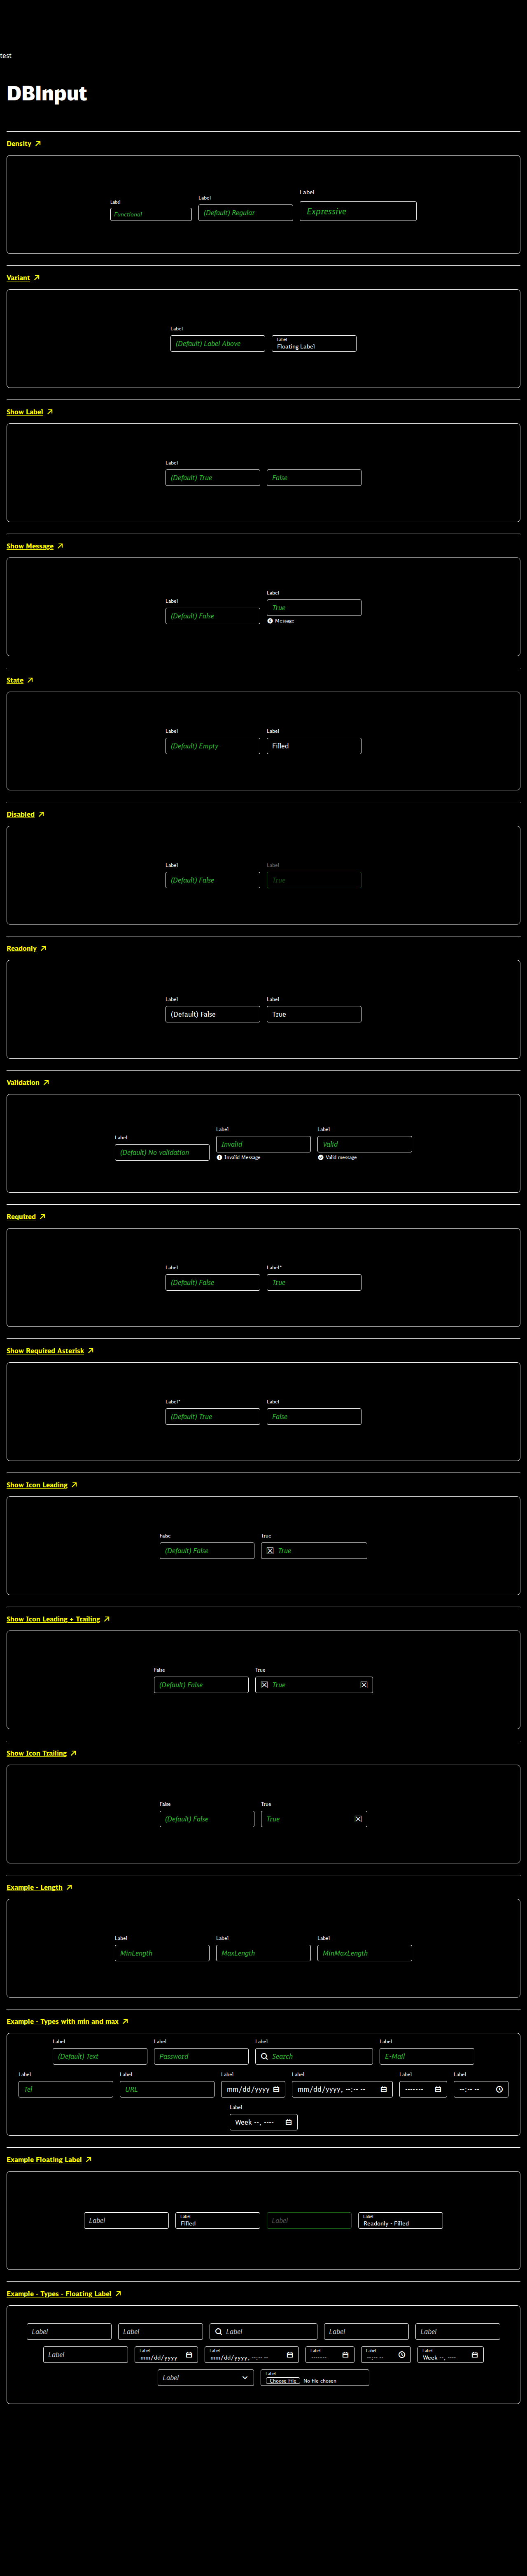 test
DBInput
Density
Label Label Label
Functional (Default) Regular Expressive
Variant
Label Label
(Default) Label Above Floating Label
Show Label
Label
(Default) True False
Show Message
Label Label
(Default) False True
Message
State
Label Label
(Default) Empty Filled
Disabled
Label Label
(Default) False True
Readonly
Label Label
(Default) False True
Validation
Label Label Label
(Default) No validation Invalid Valid
Invalid Message Valid message
Required
Label Label*
(Default) False True
Show Required Asterisk
Label* Label
(Default) True False
Show Icon Leading
False True
(Default) False True
Show Icon Leading + Trailing
False True
(Default) False True
Show Icon Trailing
False True
(Default) False True
Example - Length
Label Label Label
MinLength MaxLength MinMaxLength
Example - Types with min and max
Label Label Label Label
(Default) Text Password Search E-Mail
Label Label Label Label Label Label
Tel URL mm/dd/yyyy mm/dd/yyyy, --:-- -- ------- --:-- --
Label
Week --, ----
Example Floating Label
Label Label Filled Label Label Readonly - Filled
Example - Types - Floating Label
Label Label Label Label Label
Label Label Label Label Label Label
mm/dd/yyyy mm/dd/yyyy, --:-- -- ------- --:-- -- Week --, ----
Label Label
Choose File No file chosen